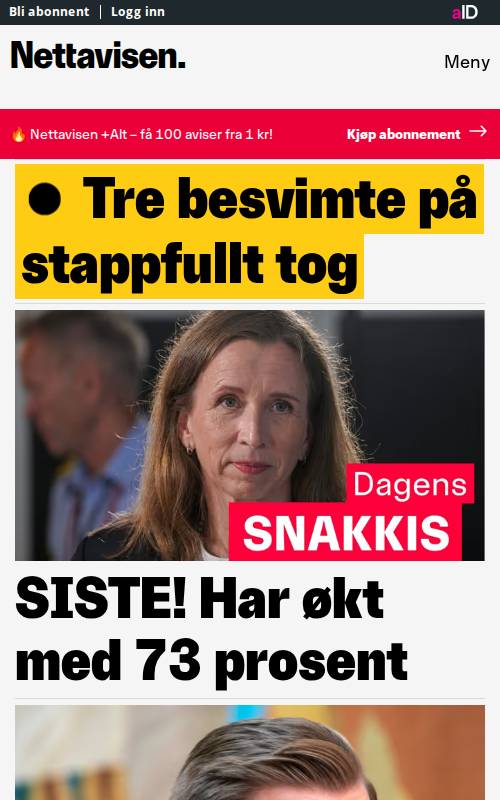 Bli abonnent | Logg inn
aID
Nettavisen.
Meny
🔥 Nettavisen +Alt – få 100 aviser fra 1 kr!
Kjøp abonnement →
● Tre besvimte på
stappfullt tog
Dagens
SNAKKIS
SISTE! Har økt
med 73 prosent